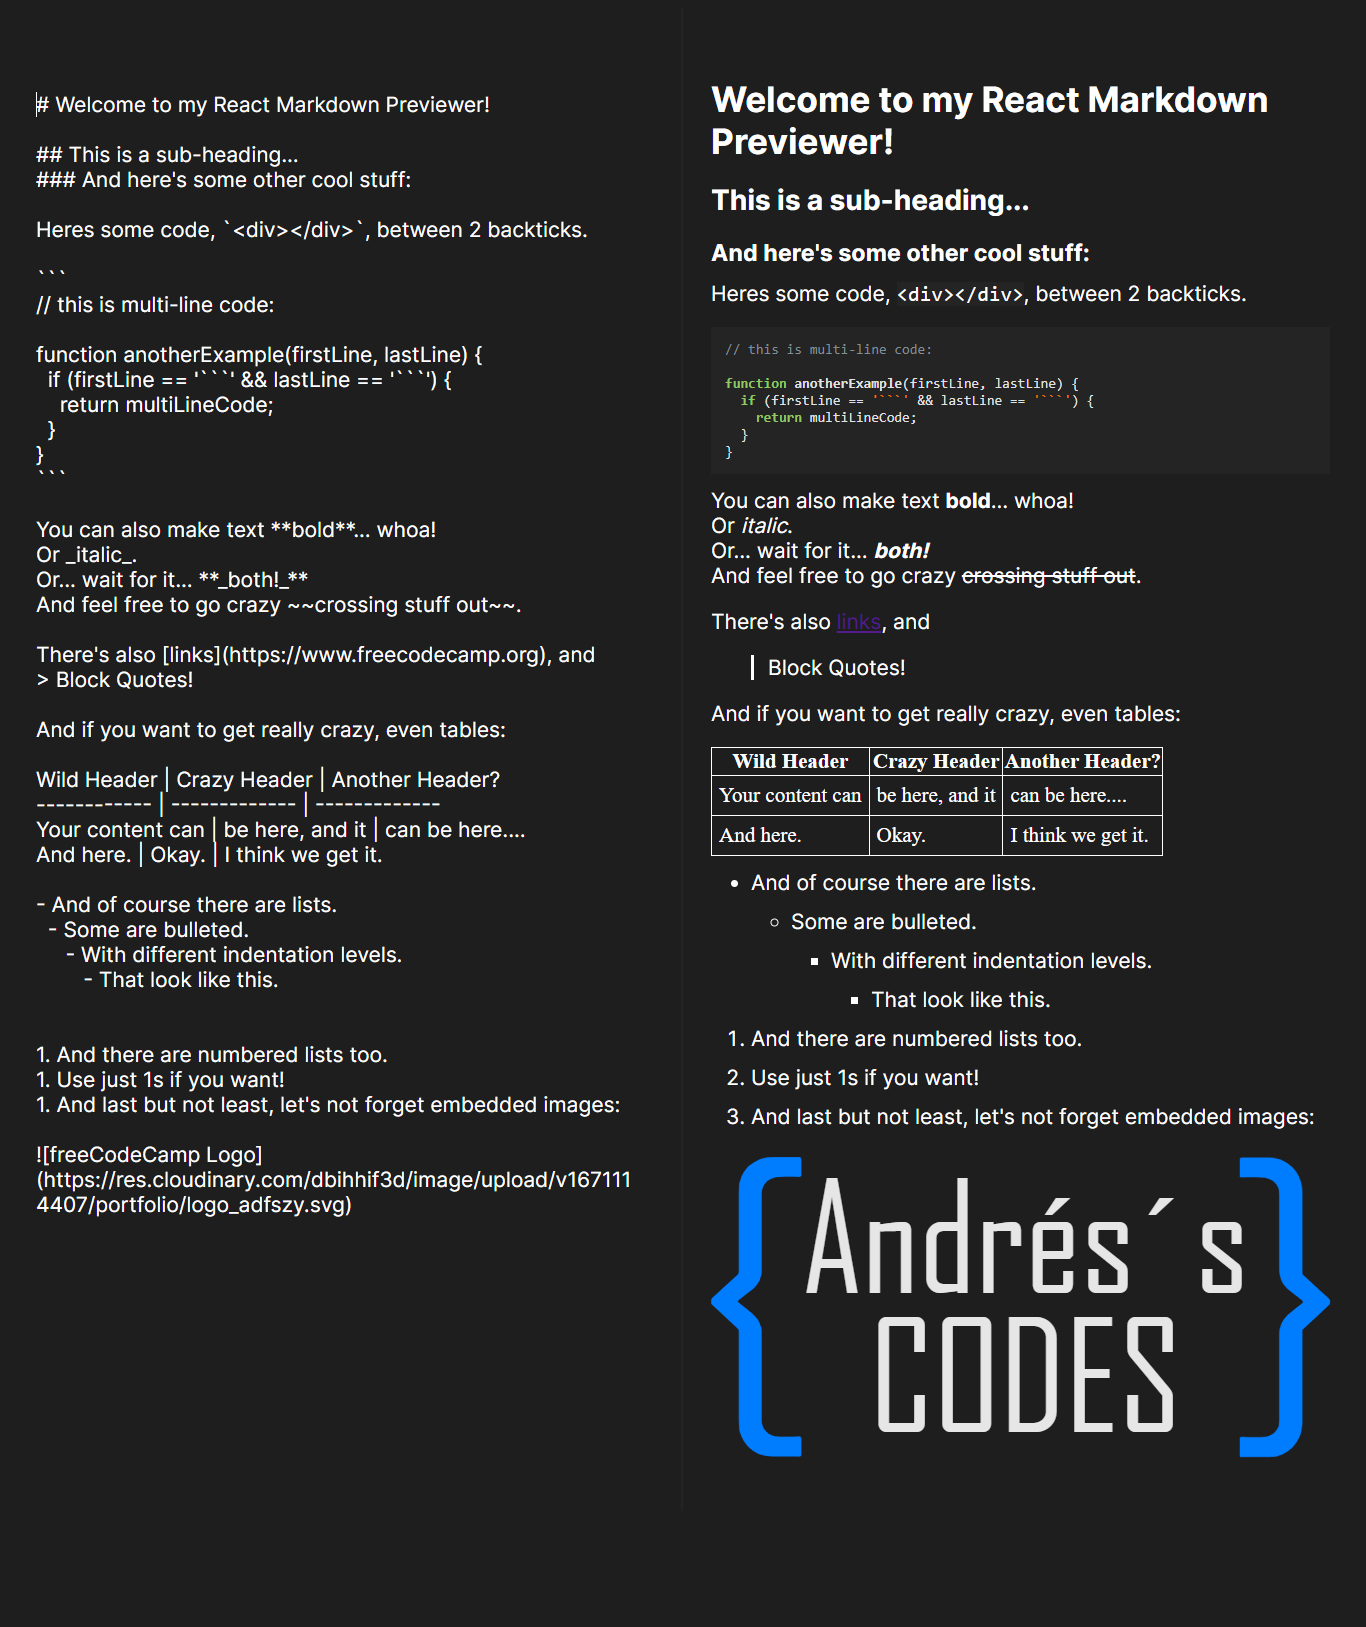 # Welcome to my React Markdown Previewer!
## This is a sub-heading...
### And here's some other cool stuff:
Heres some code, `<div></div>`, between 2 backticks.
```
// this is multi-line code:
function anotherExample(firstLine, lastLine) {
  if (firstLine == '```' && lastLine == '```') {
    return multiLineCode;
  }
}
```
You can also make text **bold**... whoa!
Or _italic_.
Or... wait for it... **_both!_**
And feel free to go crazy ~~crossing stuff out~~.
There's also [links](https://www.freecodecamp.org), and
> Block Quotes!
And if you want to get really crazy, even tables:
Wild Header | Crazy Header | Another Header?
------------ | ------------- | -------------
Your content can | be here, and it | can be here....
And here. | Okay. | I think we get it.
- And of course there are lists.
  - Some are bulleted.
     - With different indentation levels.
        - That look like this.
1. And there are numbered lists too.
1. Use just 1s if you want!
1. And last but not least, let's not forget embedded images:
![freeCodeCamp Logo]
(https://res.cloudinary.com/dbihhif3d/image/upload/v167111
4407/portfolio/logo_adfszy.svg)
Welcome to my React Markdown
Previewer!
This is a sub-heading...
And here's some other cool stuff:
Heres some code, <div></div>, between 2 backticks.
// this is multi-line code:
function anotherExample(firstLine, lastLine) {
  if (firstLine == '```' && lastLine == '```') {
    return multiLineCode;
  }
}
You can also make text bold... whoa!
Or italic.
Or... wait for it... both!
And feel free to go crazy crossing stuff out.
There's also links, and
Block Quotes!
And if you want to get really crazy, even tables:
Wild Header Crazy Header Another Header?
Your content can be here, and it can be here....
And here. Okay. I think we get it.
• And of course there are lists.
◦ Some are bulleted.
▪ With different indentation levels.
▪ That look like this.
1. And there are numbered lists too.
2. Use just 1s if you want!
3. And last but not least, let's not forget embedded images:
{Andrés´s
CODES}